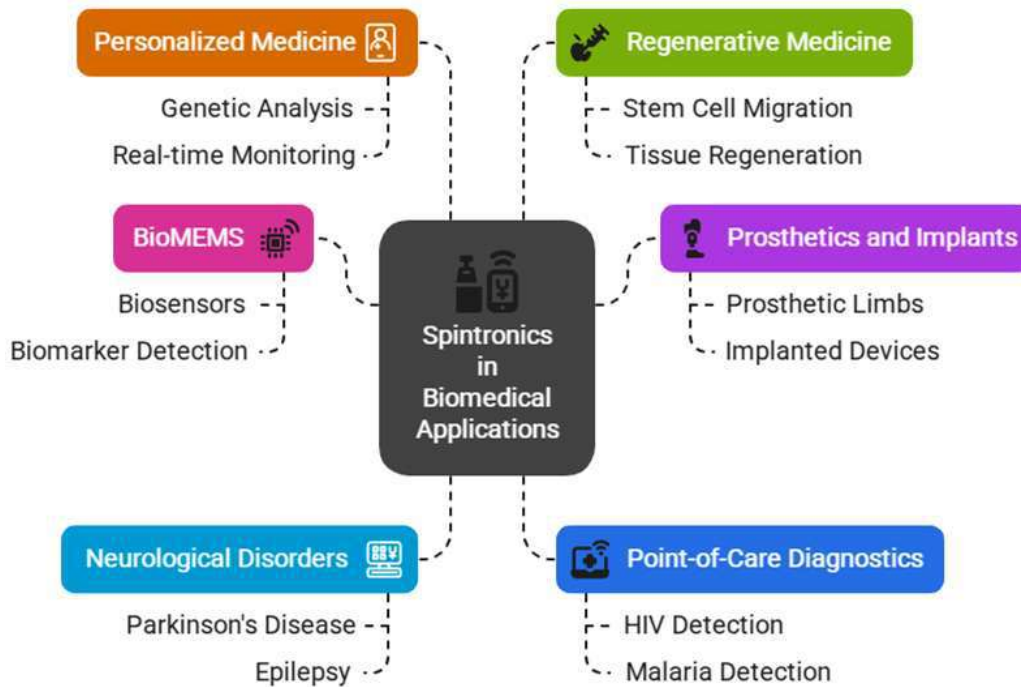 Personalized Medicine
Genetic Analysis
Real-time Monitoring
Regenerative Medicine
Stem Cell Migration
Tissue Regeneration
BioMEMS
Biosensors
Biomarker Detection
Spintronics
in
Biomedical
Applications
Prosthetics and Implants
Prosthetic Limbs
Implanted Devices
Neurological Disorders
Parkinson's Disease
Epilepsy
Point-of-Care Diagnostics
HIV Detection
Malaria Detection